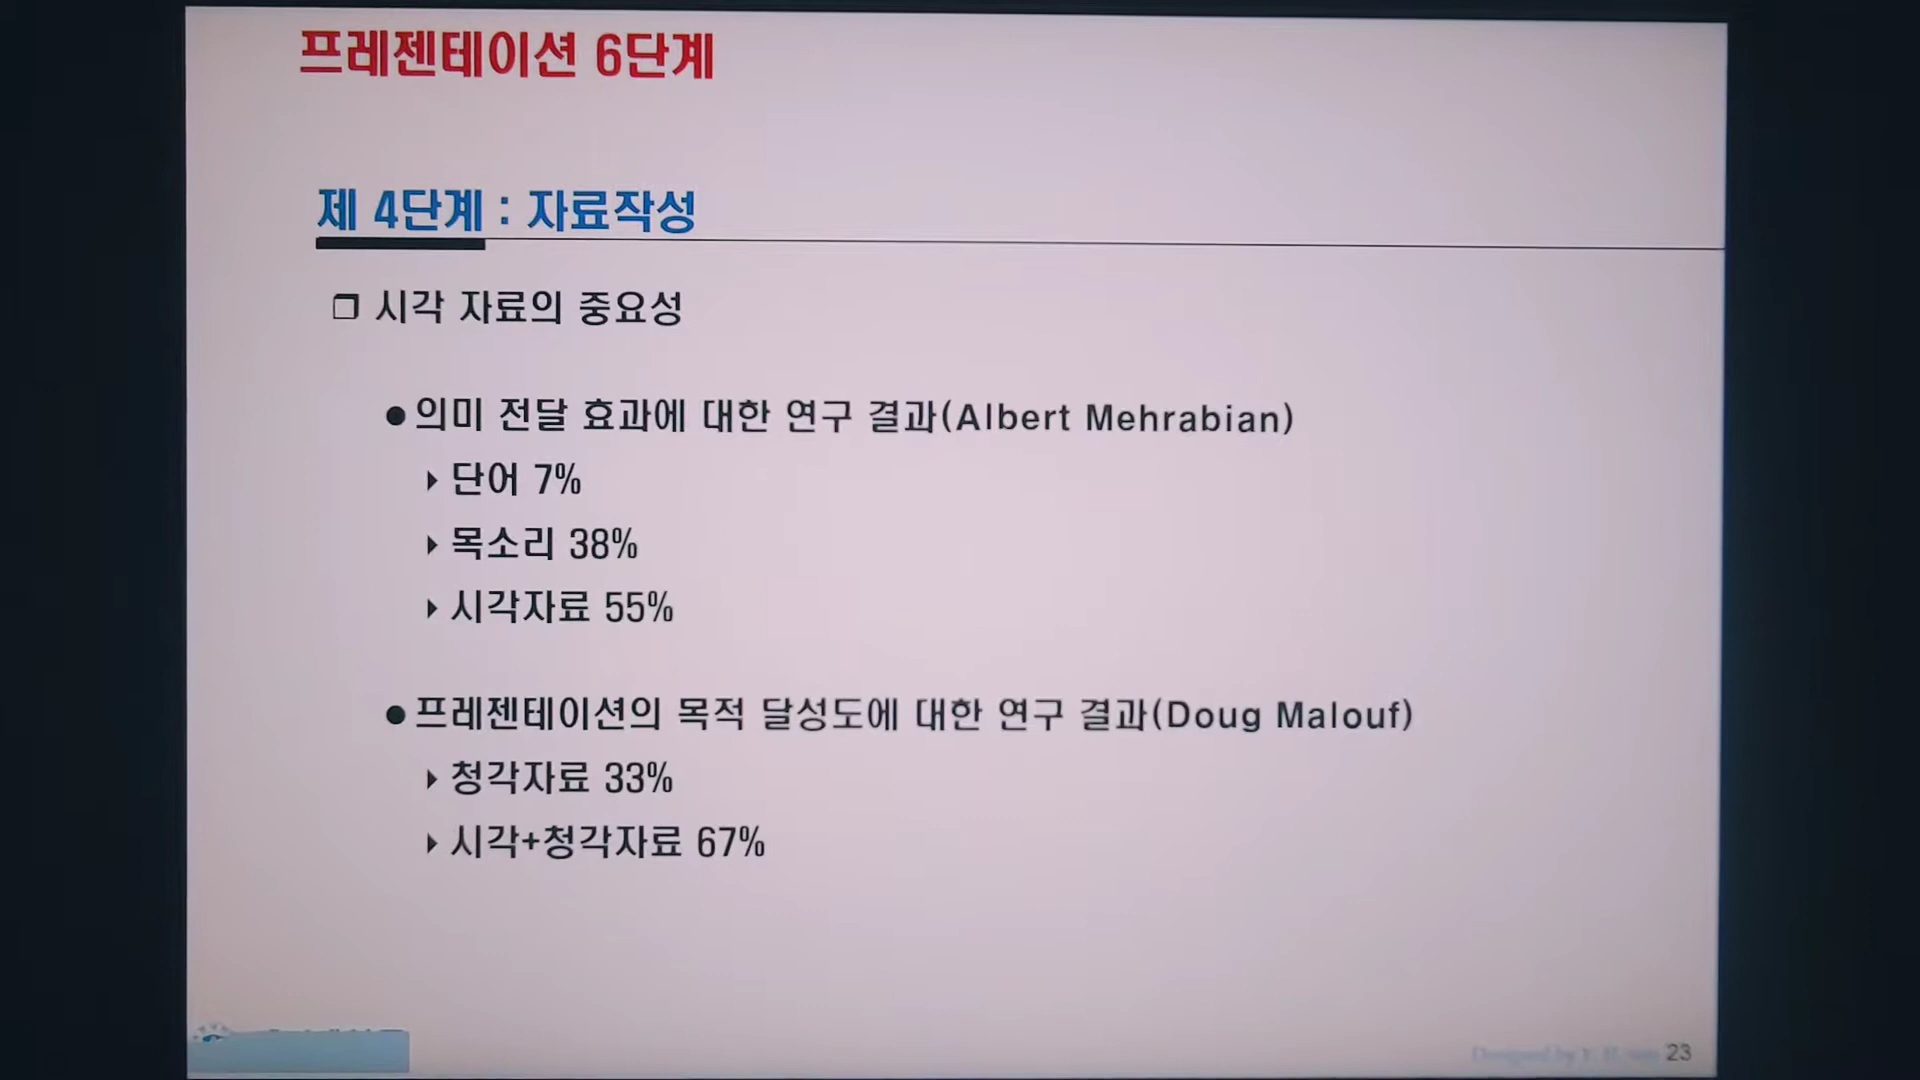 프레젠테이션 6단계
제 4단계 : 자료작성
❐ 시각 자료의 중요성
●의미 전달 효과에 대한 연구 결과(Albert Mehrabian)
▸단어 7%
▸목소리 38%
▸시각자료 55%
●프레젠테이션의 목적 달성도에 대한 연구 결과(Doug Malouf)
▸청각자료 33%
▸시각+청각자료 67%
Designed by 23